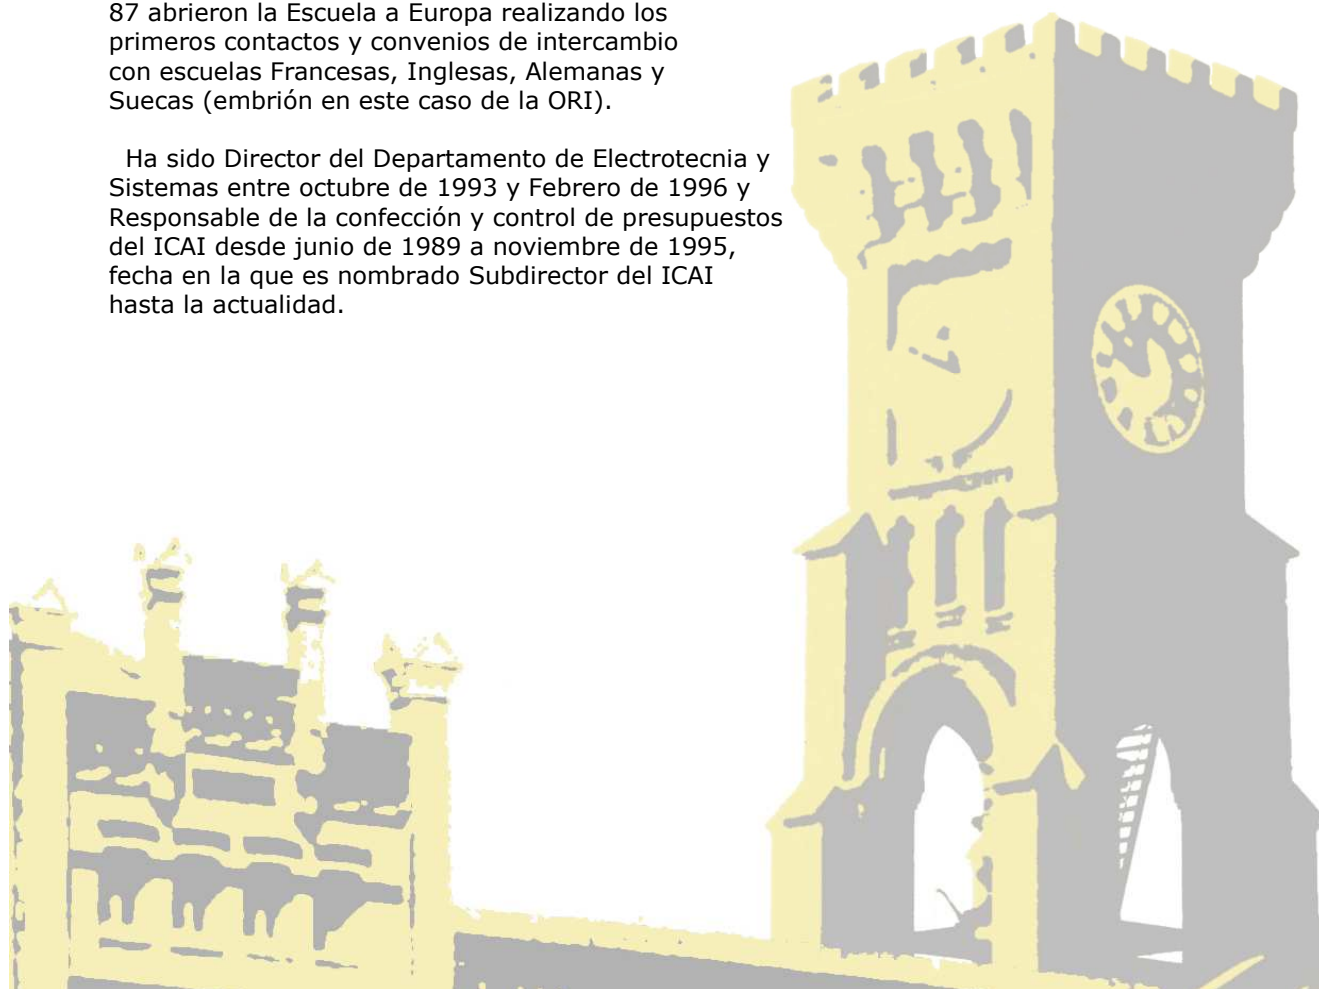 87 abrieron la Escuela a Europa realizando los
primeros contactos y convenios de intercambio
con escuelas Francesas, Inglesas, Alemanas y
Suecas (embrión en este caso de la ORI).
Ha sido Director del Departamento de Electrotecnia y
Sistemas entre octubre de 1993 y Febrero de 1996 y
Responsable de la confección y control de presupuestos
del ICAI desde junio de 1989 a noviembre de 1995,
fecha en la que es nombrado Subdirector del ICAI
hasta la actualidad.